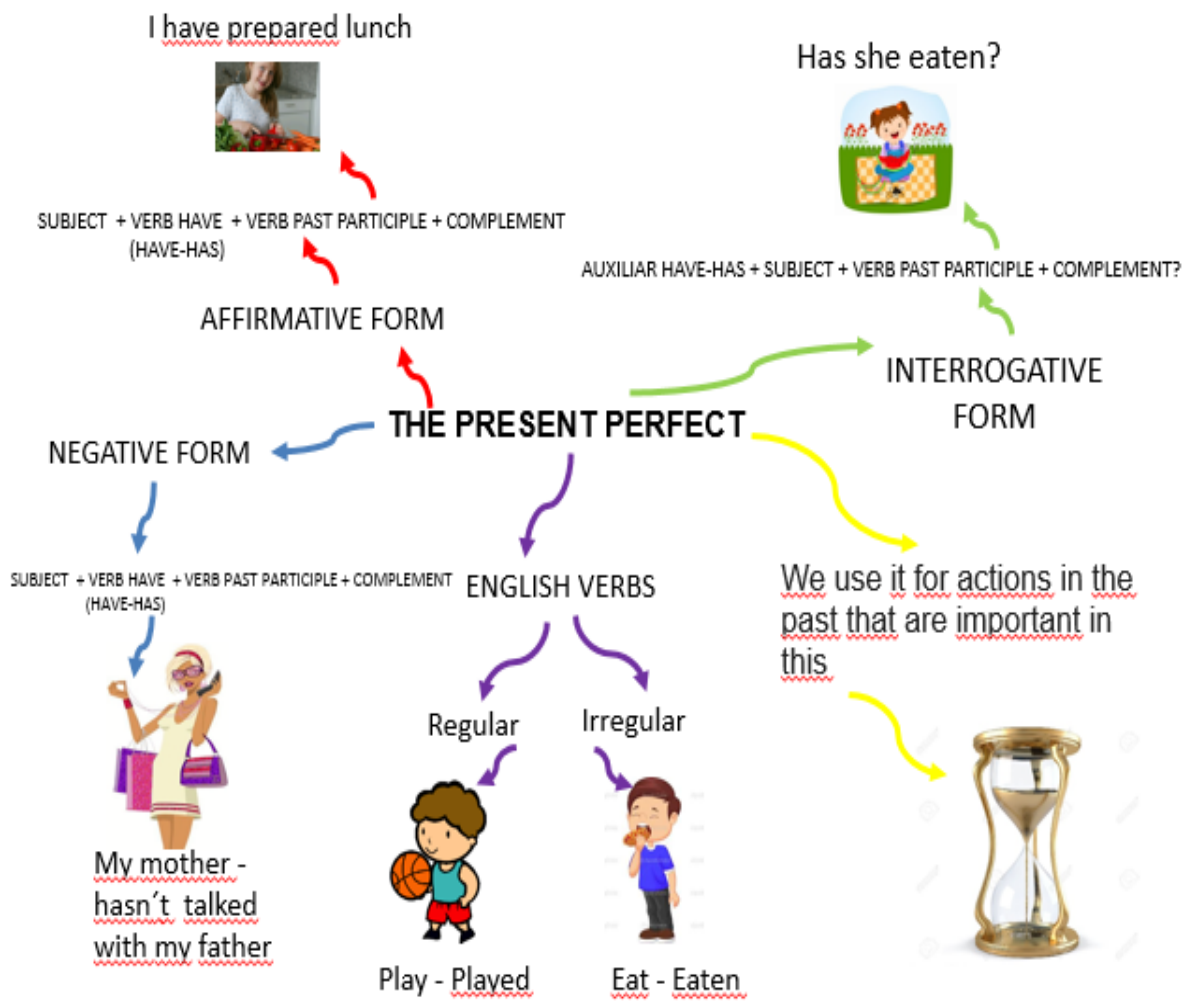 I have prepared lunch
Has she eaten?
SUBJECT + VERB HAVE + VERB PAST PARTICIPLE + COMPLEMENT
(HAVE-HAS)
AUXILIAR HAVE-HAS + SUBJECT + VERB PAST PARTICIPLE + COMPLEMENT?
AFFIRMATIVE FORM
INTERROGATIVE
FORM
THE PRESENT PERFECT
NEGATIVE FORM
SUBJECT + VERB HAVE + VERB PAST PARTICIPLE + COMPLEMENT
(HAVE-HAS)
ENGLISH VERBS
We use it for actions in the
past that are important in
this
Regular
Irregular
My mother -
hasn´t talked
with my father
Play - Played
Eat - Eaten